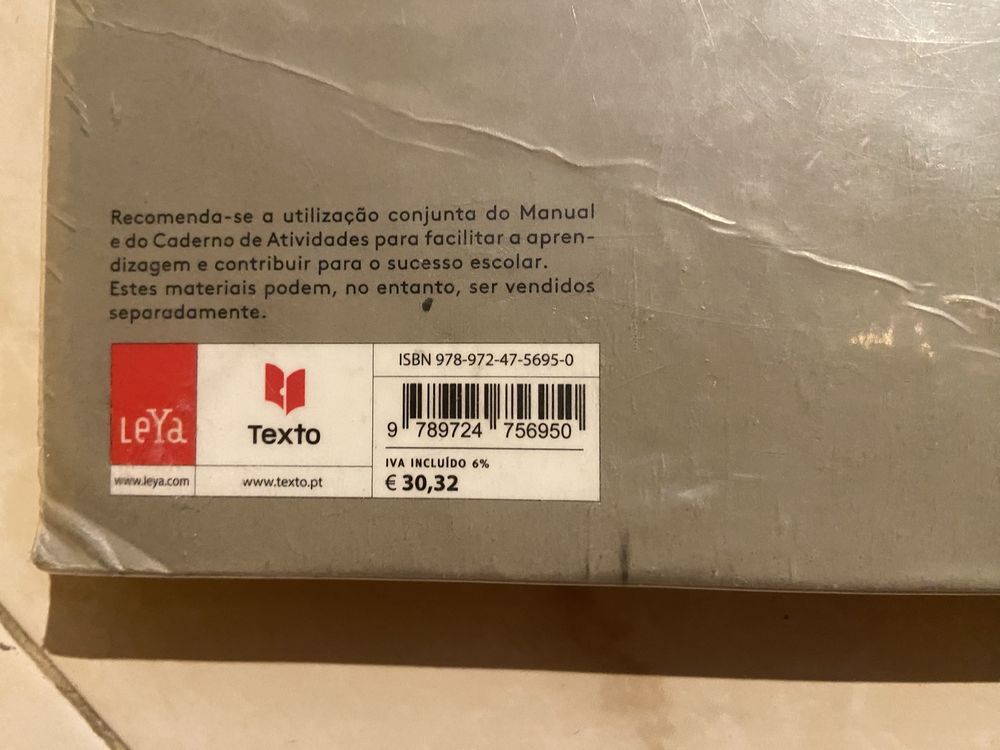 Recomenda-se a utilização conjunta do Manual
e do Caderno de Atividades para facilitar a apren-
dizagem e contribuir para o sucesso escolar.
Estes materiais podem, no entanto, ser vendidos
separadamente.
LeYa
www.leya.com
Texto
www.texto.pt
ISBN 978-972-47-5695-0
9 789724 756950
IVA INCLUÍDO 6%
€ 30,32